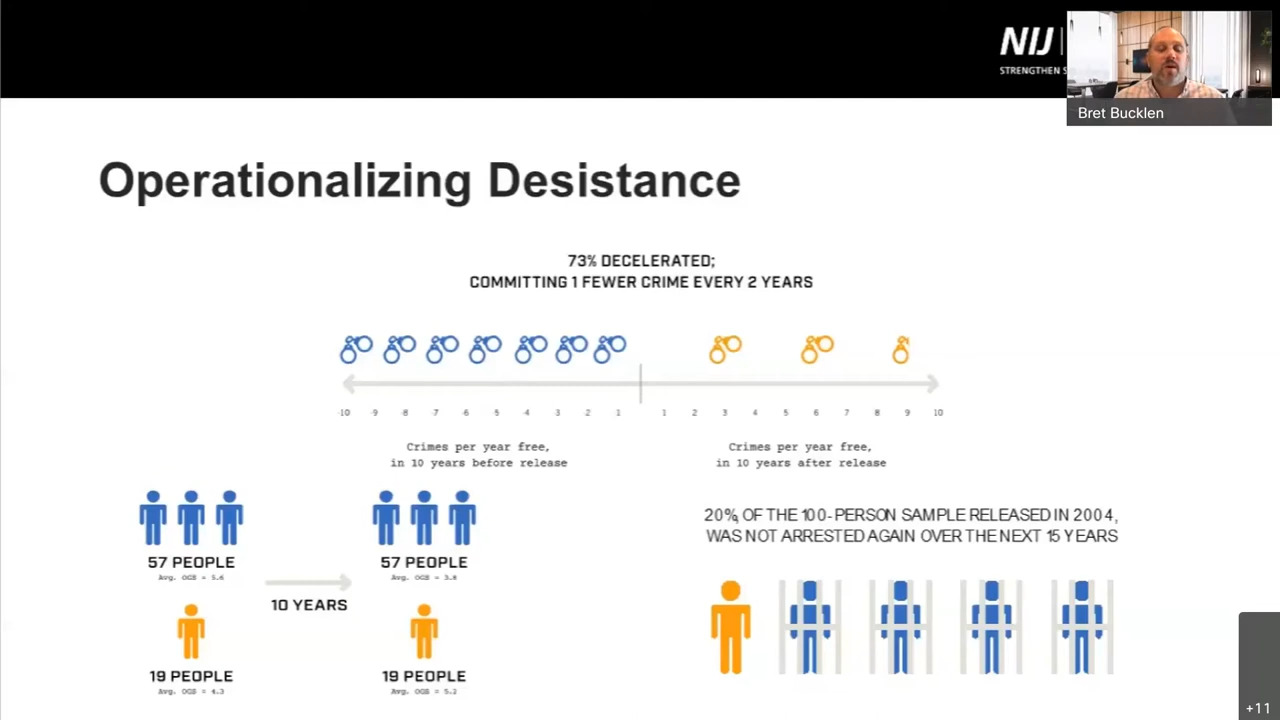 NIJ
STRENGTHEN S
Bret Bucklen
Operationalizing Desistance
73% DECELERATED;
COMMITTING 1 FEWER CRIME EVERY 2 YEARS
-10 -9 -8 -7 -6 -5 -4 -3 -2 1 1 2 3 4 5 6 7 8 9 10
Crimes per year free,
in 10 years before release
Crimes per year free,
in 10 years after release
57 PEOPLE
Avg. OGS = 5.6
10 YEARS
57 PEOPLE
Avg. OGS = 3.8
19 PEOPLE
Avg. OGS = 4.3
19 PEOPLE
Avg. OGS = 5.2
20%, OF THE 100-PERSON SAMPLE RELEASED IN 2004,
WAS NOT ARRESTED AGAIN OVER THE NEXT 15 YEARS
+11